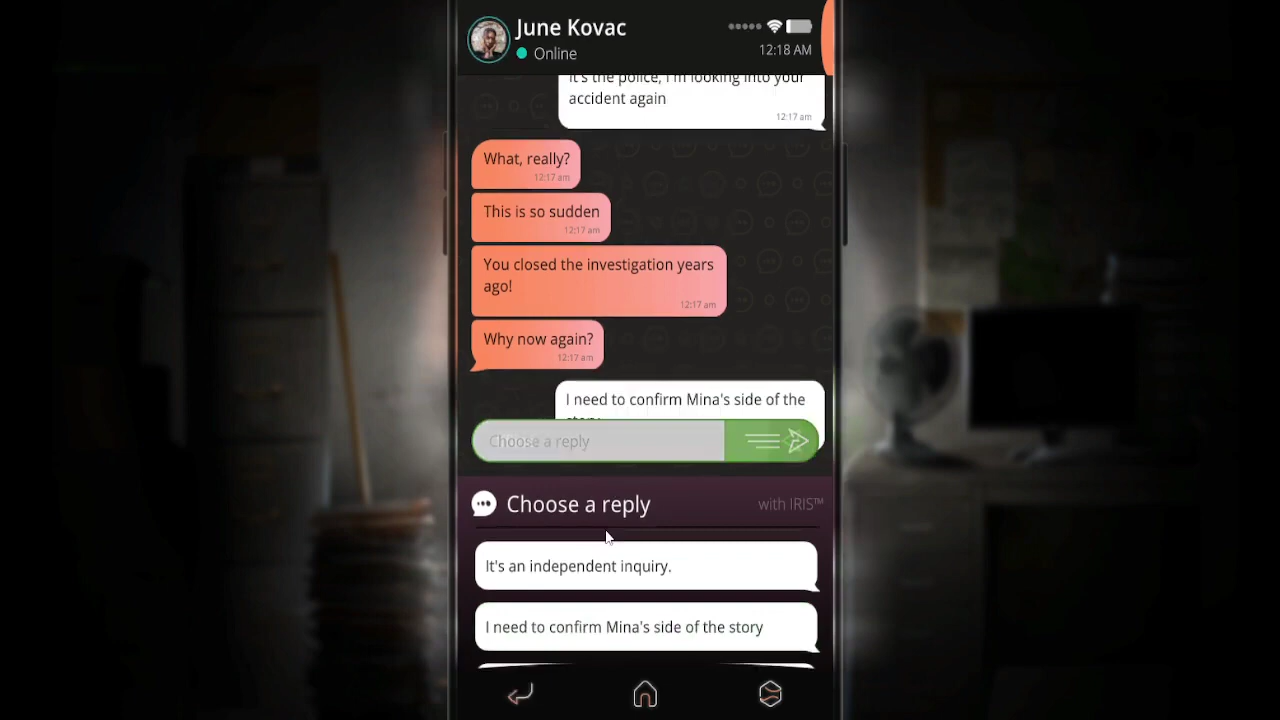 June Kovac
Online
12:18 AM
It's the police, I'm looking into your
accident again
12:17 am
What, really?
12:17 am
This is so sudden
12:17 am
You closed the investigation years
ago!
12:17 am
Why now again?
12:17 am
I need to confirm Mina's side of the
story
Choose a reply
Choose a reply
with IRIS™
It's an independent inquiry.
I need to confirm Mina's side of the story